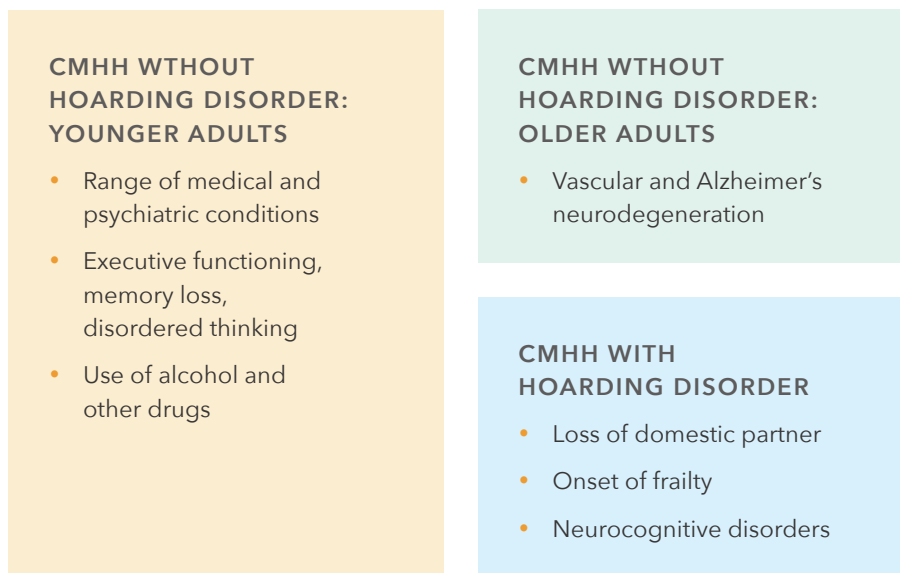 CMHH WTHOUT
HOARDING DISORDER:
YOUNGER ADULTS
• Range of medical and
psychiatric conditions
• Executive functioning,
memory loss,
disordered thinking
• Use of alcohol and
other drugs
CMHH WTHOUT
HOARDING DISORDER:
OLDER ADULTS
• Vascular and Alzheimer’s
neurodegeneration
CMHH WITH
HOARDING DISORDER
• Loss of domestic partner
• Onset of frailty
• Neurocognitive disorders